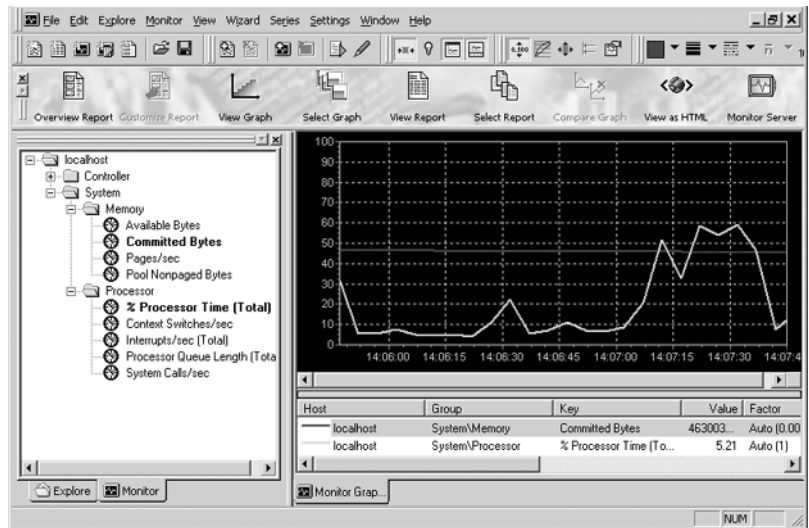 File Edit Explore Monitor View Wizard Series Settings Window Help
Overview Report Customize Report View Graph Select Graph View Report Select Report Compare Graph View as HTML Monitor Server
localhost
Controller
System
Memory
Available Bytes
Committed Bytes
Pages/sec
Pool Nonpaged Bytes
Processor
% Processor Time (Total)
Context Switches/sec
Interrupts/sec (Total)
Processor Queue Length (Tota
System Calls/sec
Explore Monitor
100
90
80
70
60
50
40
30
20
10
0
14:06:00 14:06:15 14:06:30 14:06:45 14:07:00 14:07:15 14:07:30 14:07:4
Host Group Key Value Factor
localhost System\Memory Committed Bytes 463003... Auto (0.00
localhost System\Processor % Processor Time (To... 5.21 Auto (1)
Monitor Grap...
NUM